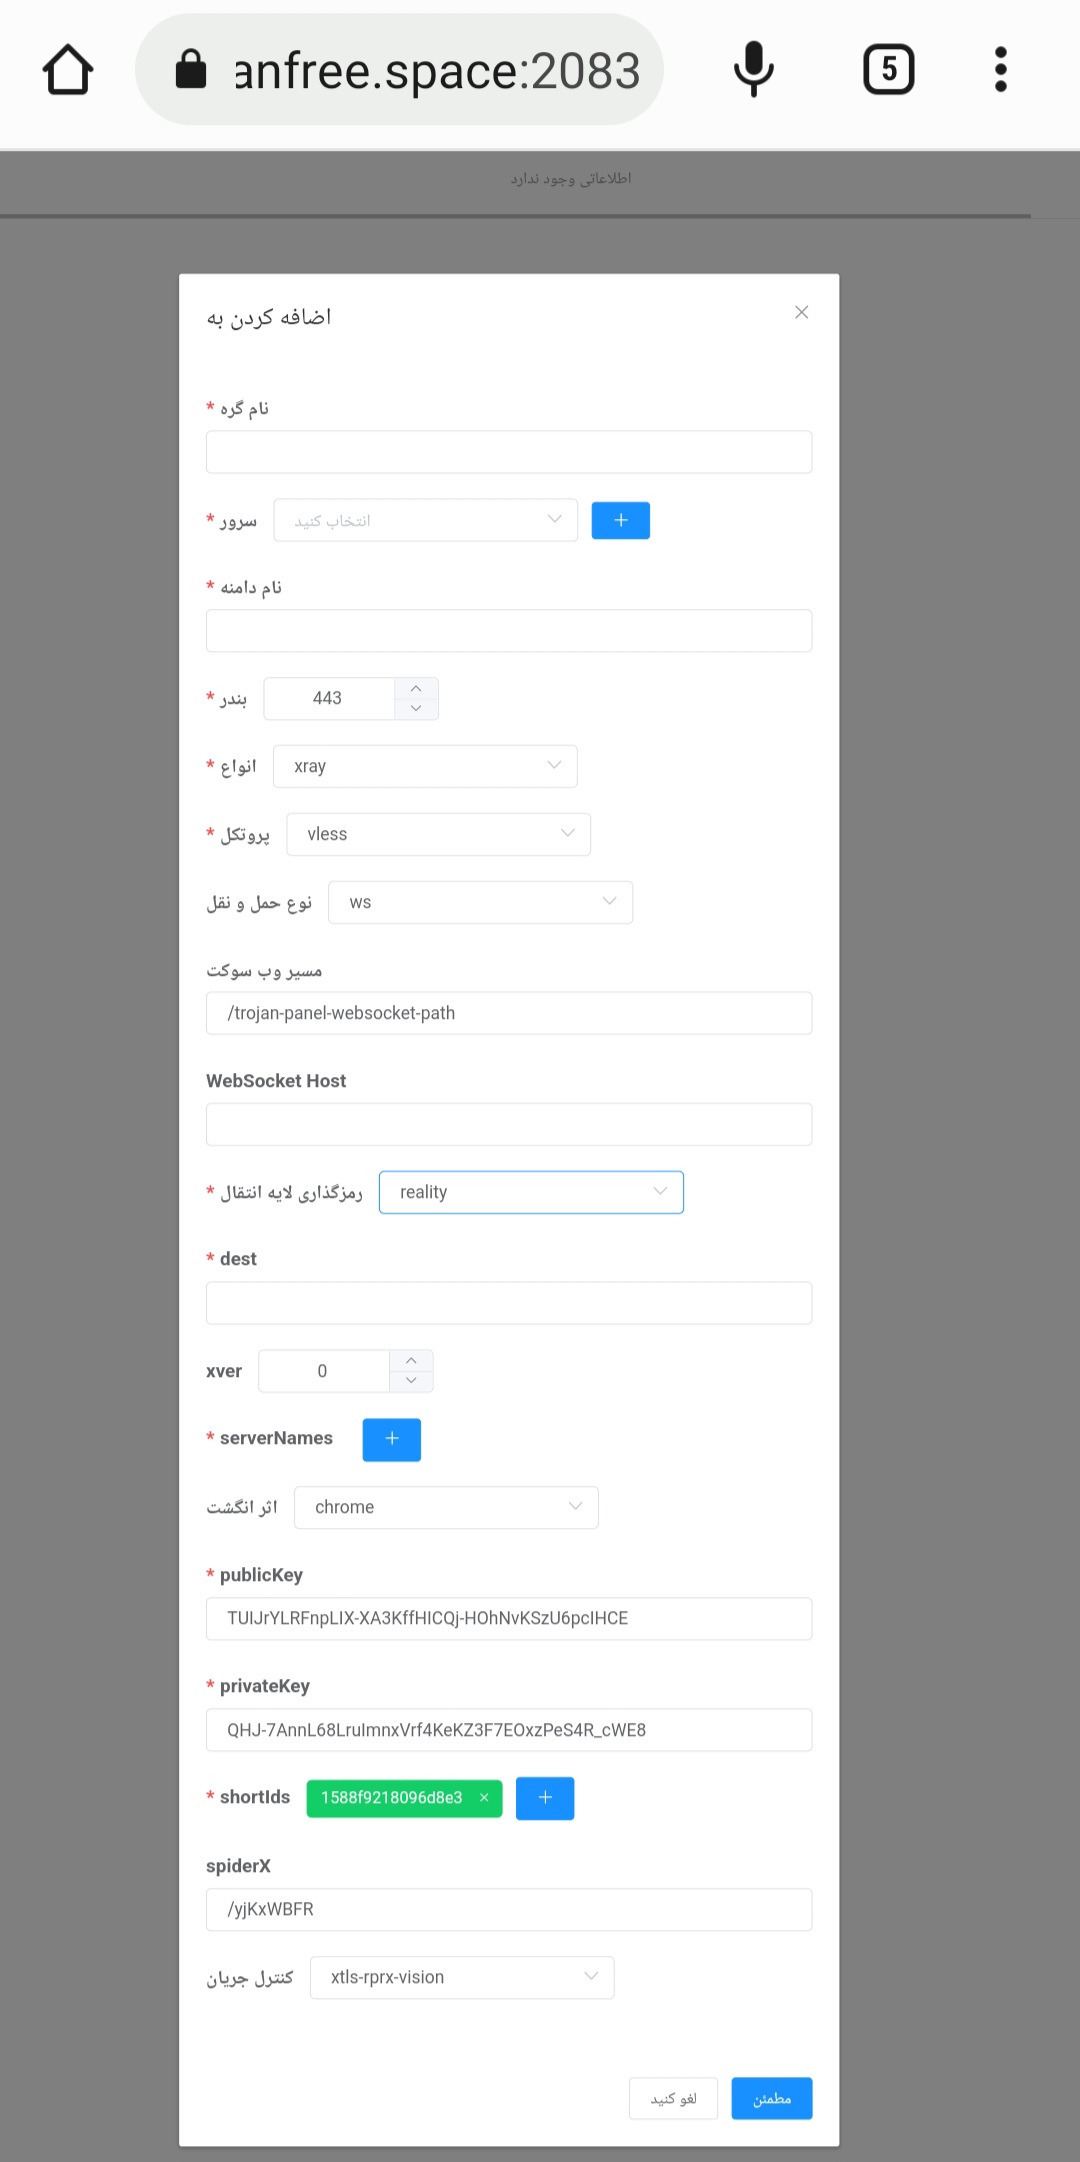 anfree.space:2083
5
اطلاعاتی وجود ندارد
اضافه کردن به
* نام گره
* سرور انتخاب کنید
* نام دامنه
* بندر 443
* انواع xray
* پروتکل vless
نوع حمل و نقل ws
مسیر وب سوکت
/trojan-panel-websocket-path
WebSocket Host
* رمزگذاری لایه انتقال reality
* dest
xver 0
* serverNames
اثر انگشت chrome
* publicKey
TUIJrYLRFnpLIX-XA3KffHICQj-HOhNvKSzU6pcIHCE
* privateKey
QHJ-7AnnL68LruImnxVrf4KeKZ3F7EOxzPeS4R_cWE8
* shortIds 1588f9218096d8e3
spiderX
/yjKxWBFR
کنترل جریان xtls-rprx-vision
لغو کنید مطمئن